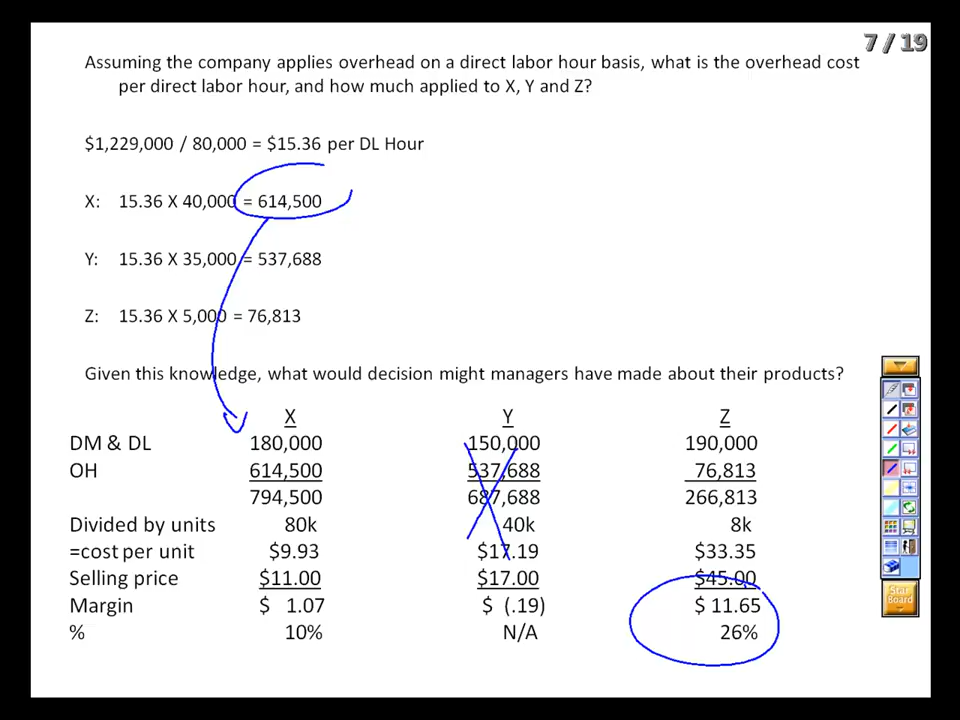 7 / 19
Assuming the company applies overhead on a direct labor hour basis, what is the overhead cost
per direct labor hour, and how much applied to X, Y and Z?
$1,229,000 / 80,000 = $15.36 per DL Hour
X: 15.36 X 40,000 = 614,500
Y: 15.36 X 35,000 = 537,688
Z: 15.36 X 5,000 = 76,813
Given this knowledge, what would decision might managers have made about their products?
X Y Z
DM & DL 180,000 150,000 190,000
OH 614,500 537,688 76,813
794,500 687,688 266,813
Divided by units 80k 40k 8k
=cost per unit $9.93 $17.19 $33.35
Selling price $11.00 $17.00 $45.00
Margin $ 1.07 $ (.19) $ 11.65
% 10% N/A 26%
Star
Board